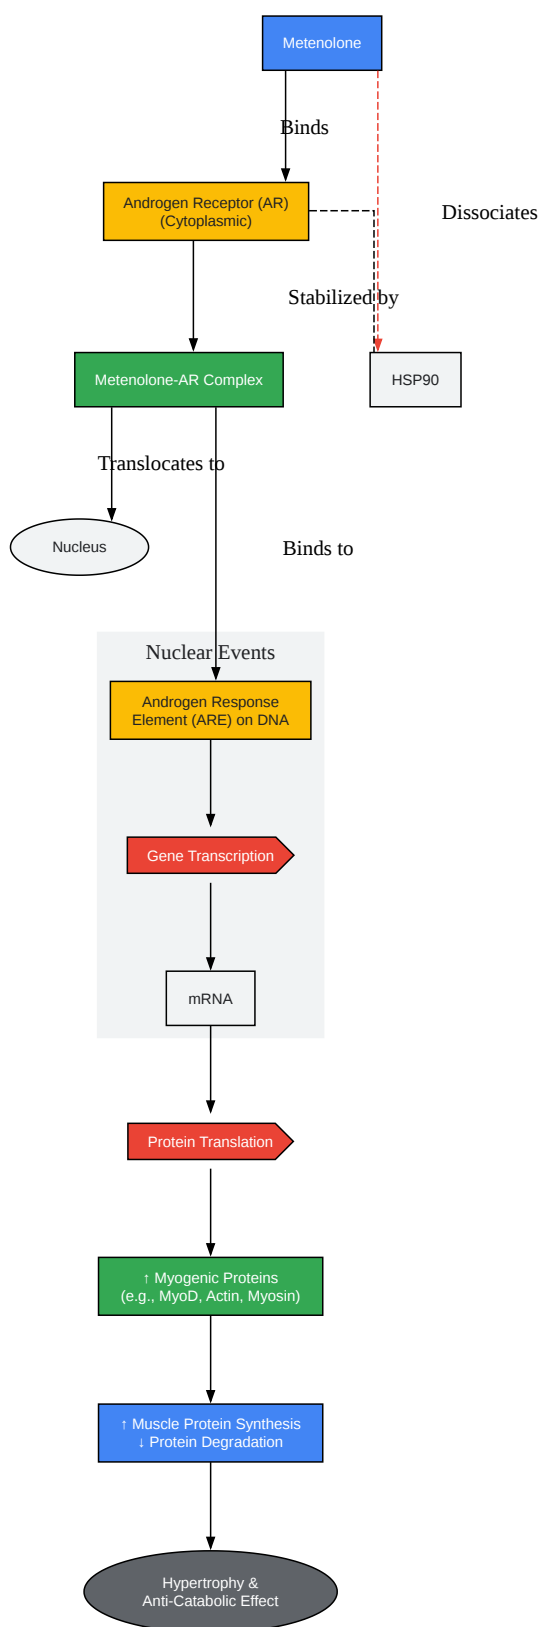 Metenolone
Binds
Androgen Receptor (AR)
(Cytoplasmic)
Dissociates
Stabilized by
Metenolone-AR Complex
HSP90
Translocates to
Nucleus
Binds to
Nuclear Events
Androgen Response
Element (ARE) on DNA
Gene Transcription
mRNA
Protein Translation
↑ Myogenic Proteins
(e.g., MyoD, Actin, Myosin)
↑ Muscle Protein Synthesis
↓ Protein Degradation
Hypertrophy &
Anti-Catabolic Effect